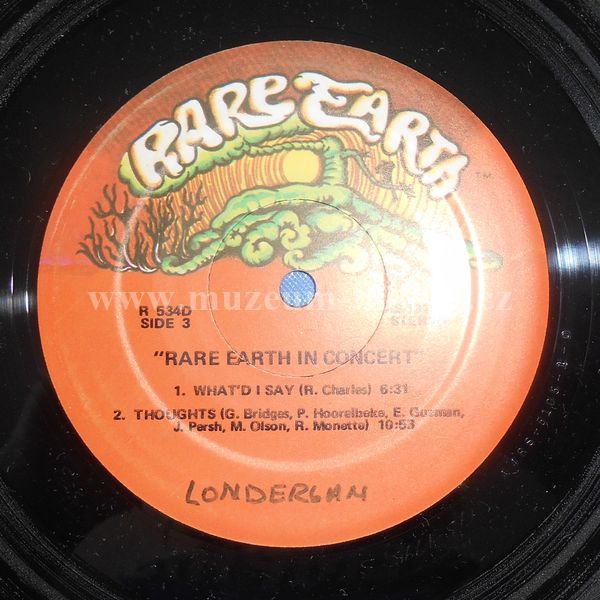 RARE EARTH
TM
R 534D
SIDE 3
"RARE EARTH IN CONCERT"
1. WHAT'D I SAY (R. Charles) 6:31
2. THOUGHTS (G. Bridges, P. Hoorelbeke, E. Guzman,
J. Persh, M. Olson, R. Monette) 10:53
LONDERGAN